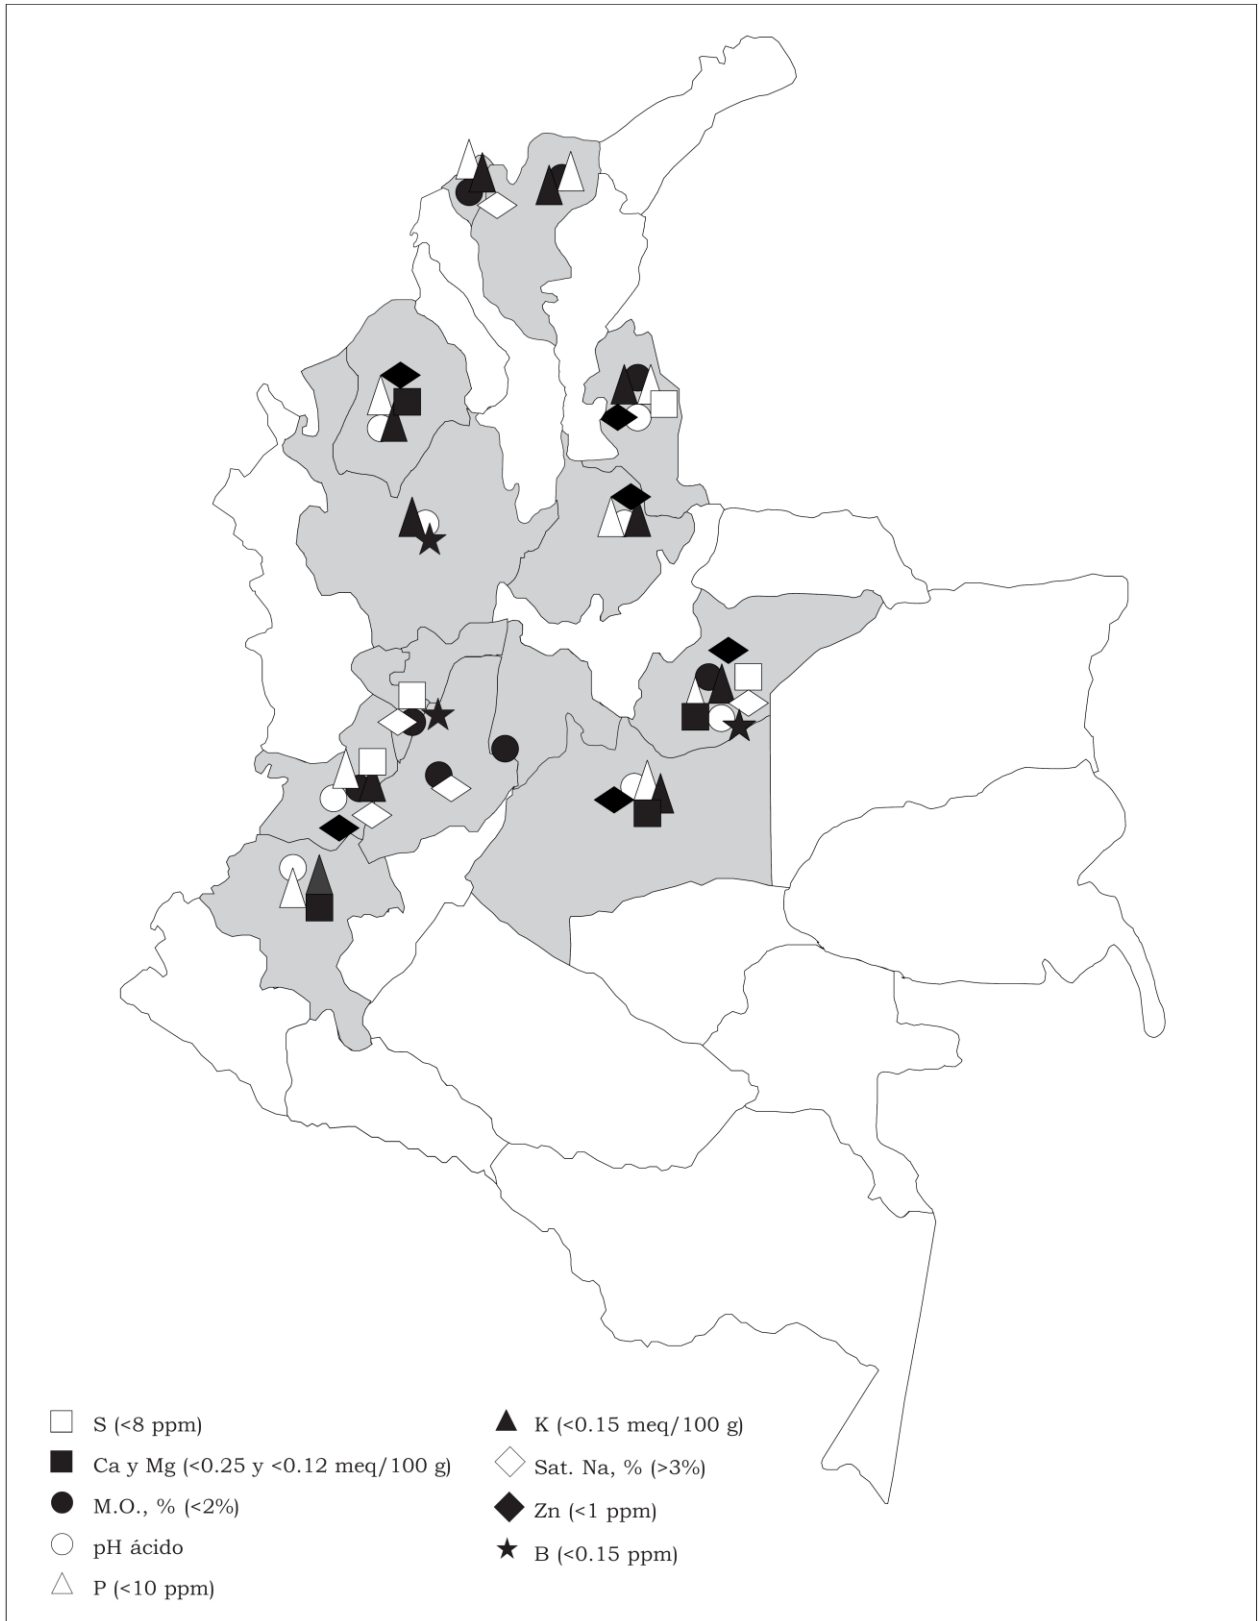 S (<8 ppm)
Ca y Mg (<0.25 y <0.12 meq/100 g)
M.O., % (<2%)
pH ácido
P (<10 ppm)
K (<0.15 meq/100 g)
Sat. Na, % (>3%)
Zn (<1 ppm)
B (<0.15 ppm)